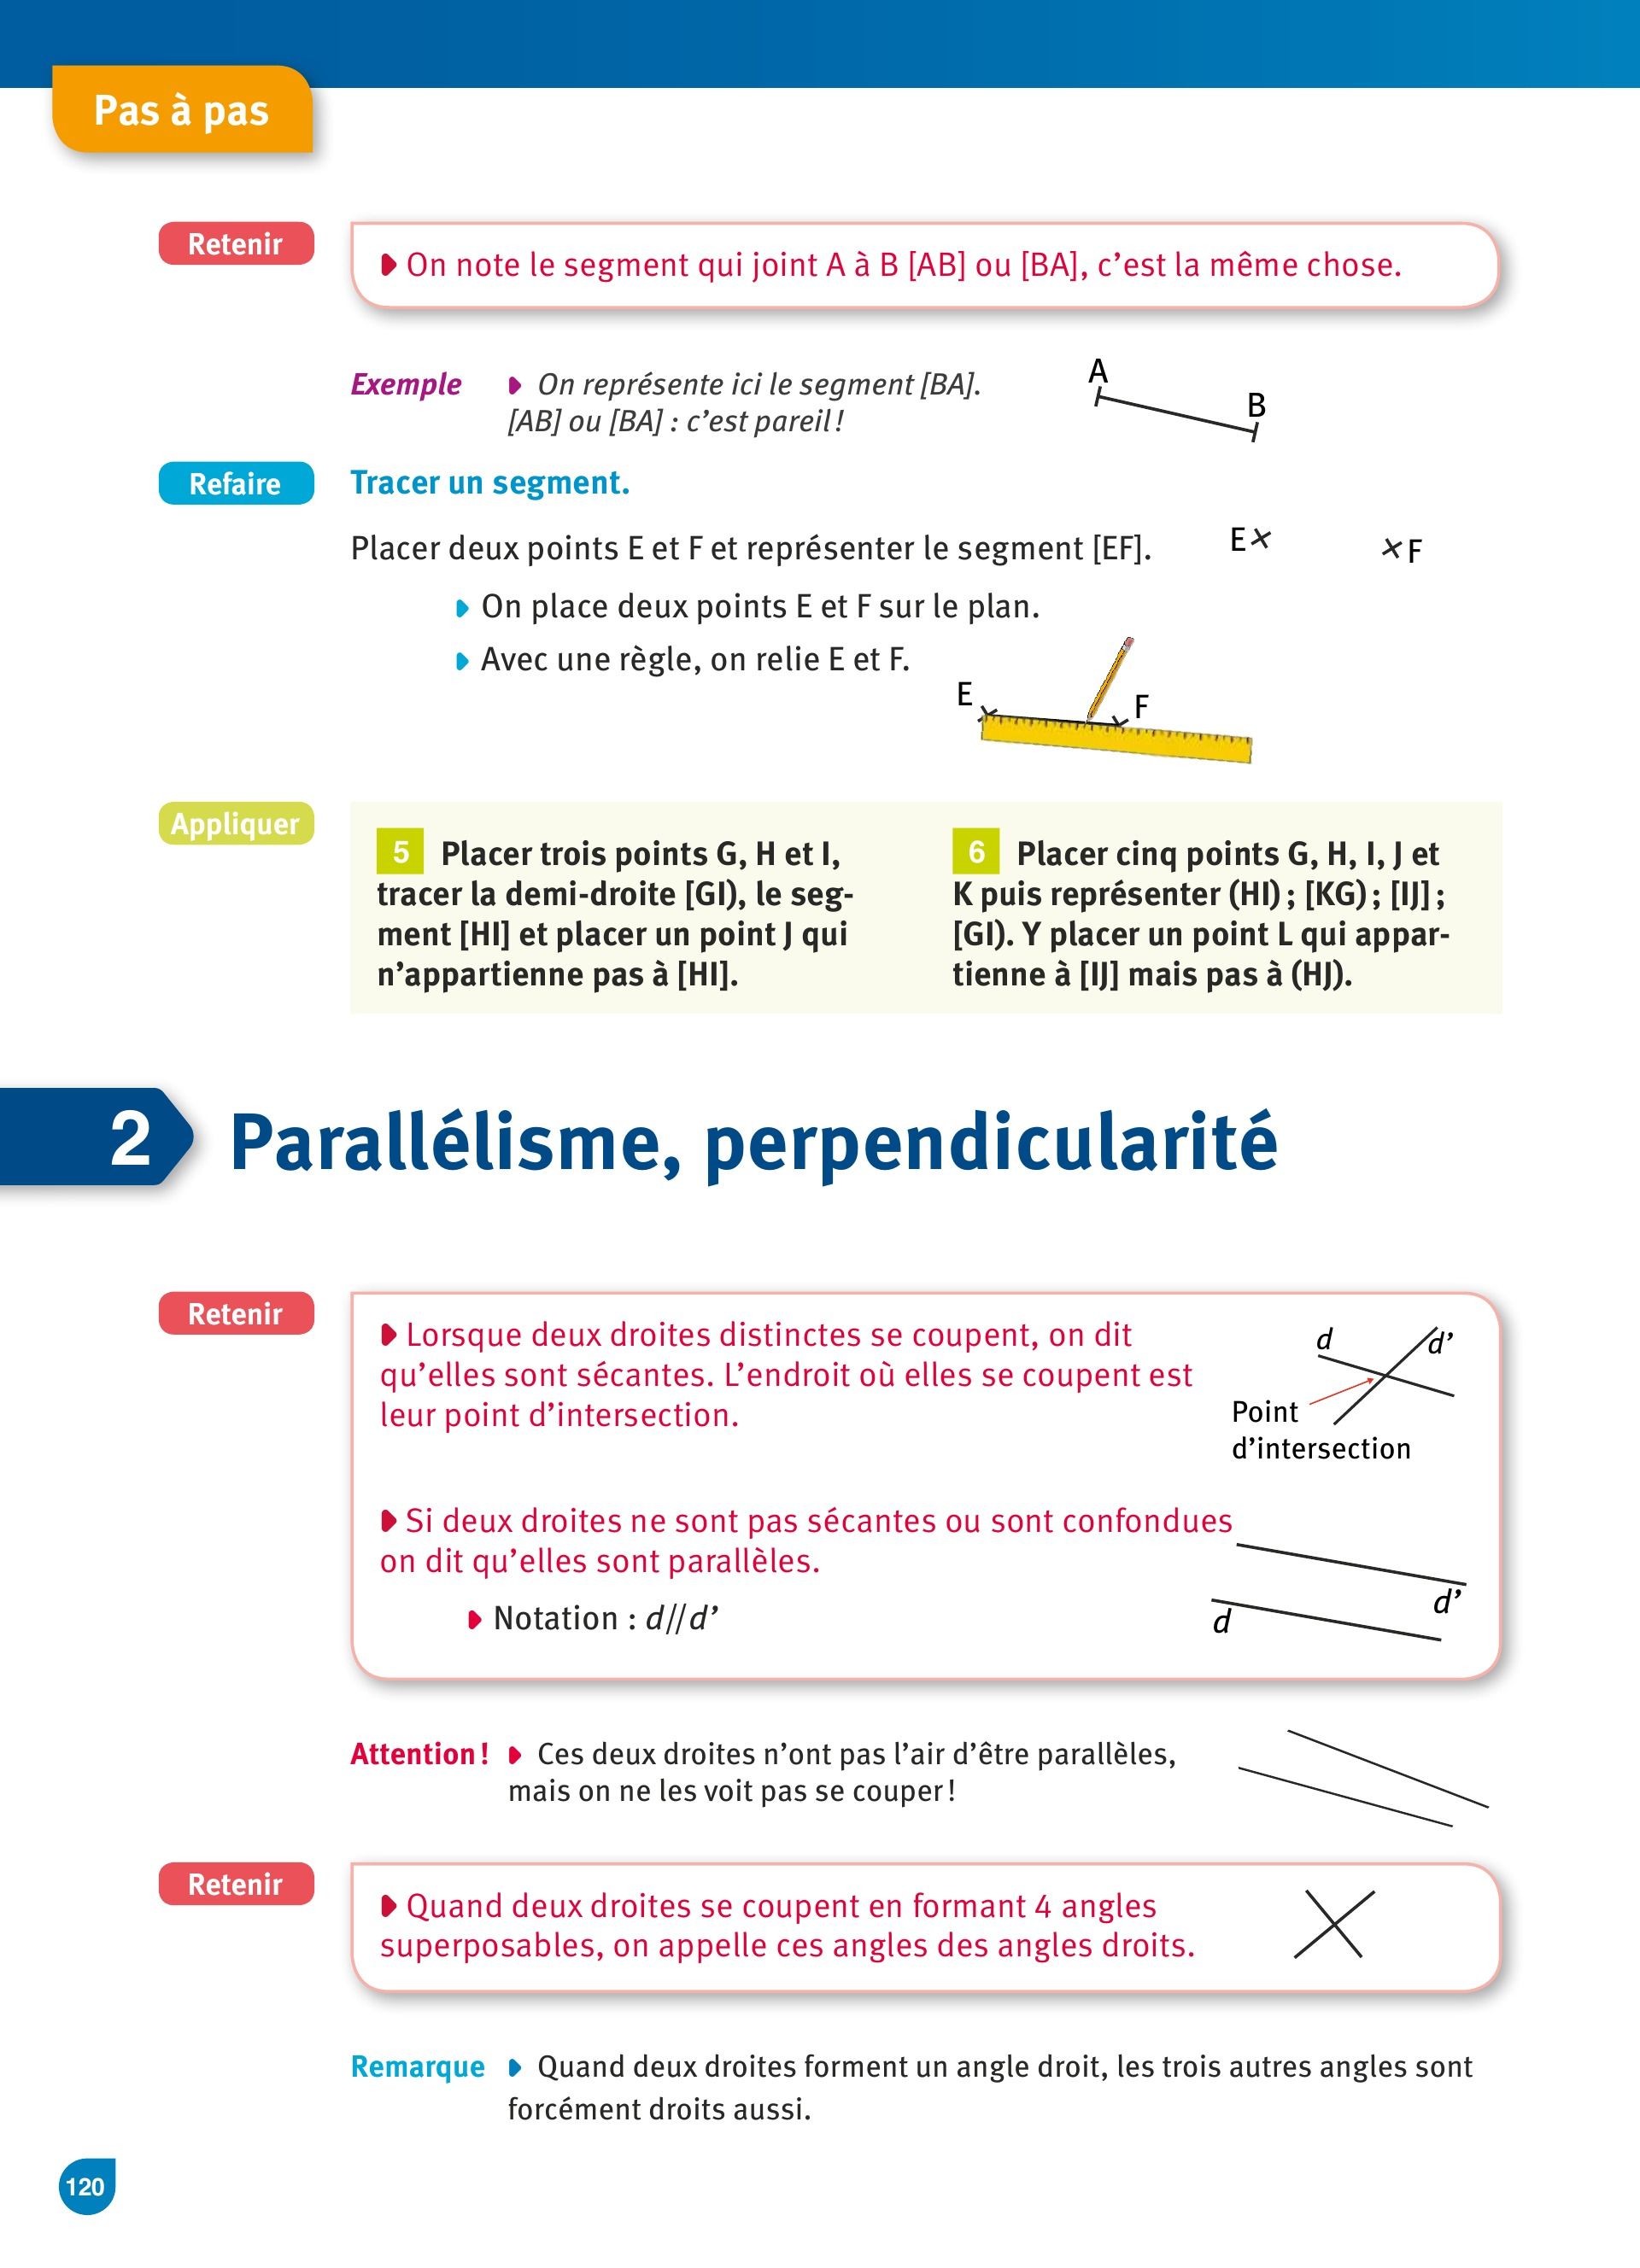 Pas à pas
Retenir
On note le segment qui joint A à B [AB] ou [BA], c’est la même chose.
Exemple
On représente ici le segment [BA].
[AB] ou [BA] : c’est pareil !
A
B
Refaire
Tracer un segment.
Placer deux points E et F et représenter le segment [EF].
E
F
On place deux points E et F sur le plan.
Avec une règle, on relie E et F.
E
F
Appliquer
5 Placer trois points G, H et I,
tracer la demi-droite [GI), le seg-
ment [HI] et placer un point J qui
n’appartienne pas à [HI].
6 Placer cinq points G, H, I, J et
K puis représenter (HI) ; [KG) ; [IJ] ;
[GI). Y placer un point L qui appar-
tienne à [IJ] mais pas à (HJ).
2 Parallélisme, perpendicularité
Retenir
Lorsque deux droites distinctes se coupent, on dit
qu’elles sont sécantes. L’endroit où elles se coupent est
leur point d’intersection.
d
d’
Point
d’intersection
Si deux droites ne sont pas sécantes ou sont confondues
on dit qu’elles sont parallèles.
Notation : d//d’
d’
d
Attention !
Ces deux droites n’ont pas l’air d’être parallèles,
mais on ne les voit pas se couper !
Retenir
Quand deux droites se coupent en formant 4 angles
superposables, on appelle ces angles des angles droits.
Remarque
Quand deux droites forment un angle droit, les trois autres angles sont
forcément droits aussi.
120